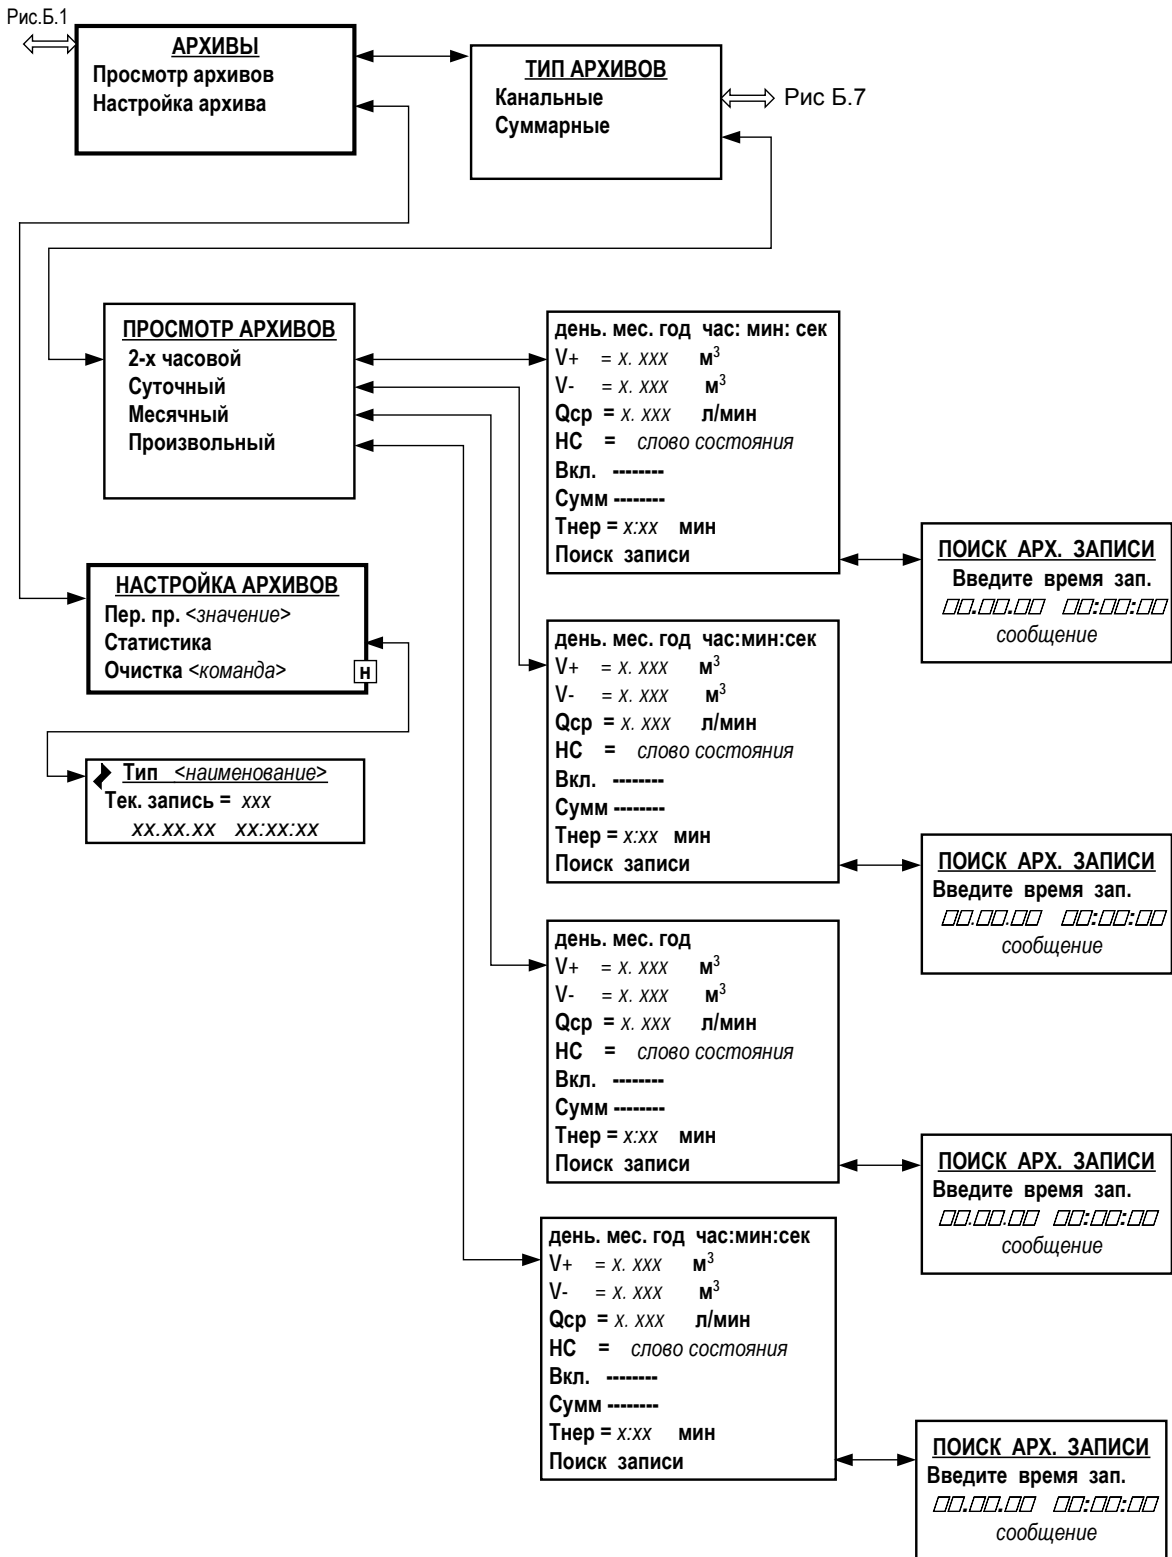 Рис.Б.1
АРХИВЫ
Просмотр архивов
Настройка архива
ТИП АРХИВОВ
Канальные
Суммарные
Рис Б.7
ПРОСМОТР АРХИВОВ
2-х часовой
Суточный
Месячный
Произвольный
день. мес. год час: мин: сек
V+ = x. xxx м³
V- = x. xxx м³
Qср = x. xxx л/мин
НС = слово состояния
Вкл. --------
Сумм --------
Тнер = x:xx мин
Поиск записи
ПОИСК АРХ. ЗАПИСИ
Введите время зап.
00.00.00 00:00:00
сообщение
НАСТРОЙКА АРХИВОВ
Пер. пр. <значение>
Статистика
Очистка <команда>
н
Тип <наименование>
Тек. запись = xxx
xx.xx.xx xx:xx:xx
день. мес. год час:мин:сек
V+ = x. xxx м³
V- = x. xxx м³
Qср = x. xxx л/мин
НС = слово состояния
Вкл. --------
Сумм --------
Тнер = x:xx мин
Поиск записи
ПОИСК АРХ. ЗАПИСИ
Введите время зап.
00.00.00 00:00:00
сообщение
день. мес. год
V+ = x. xxx м³
V- = x. xxx м³
Qср = x. xxx л/мин
НС = слово состояния
Вкл. --------
Сумм --------
Тнер = x:xx мин
Поиск записи
ПОИСК АРХ. ЗАПИСИ
Введите время зап.
00.00.00 00:00:00
сообщение
день. мес. год час:мин:сек
V+ = x. xxx м³
V- = x. xxx м³
Qср = x. xxx л/мин
НС = слово состояния
Вкл. --------
Сумм --------
Тнер = x:xx мин
Поиск записи
ПОИСК АРХ. ЗАПИСИ
Введите время зап.
00.00.00 00:00:00
сообщение